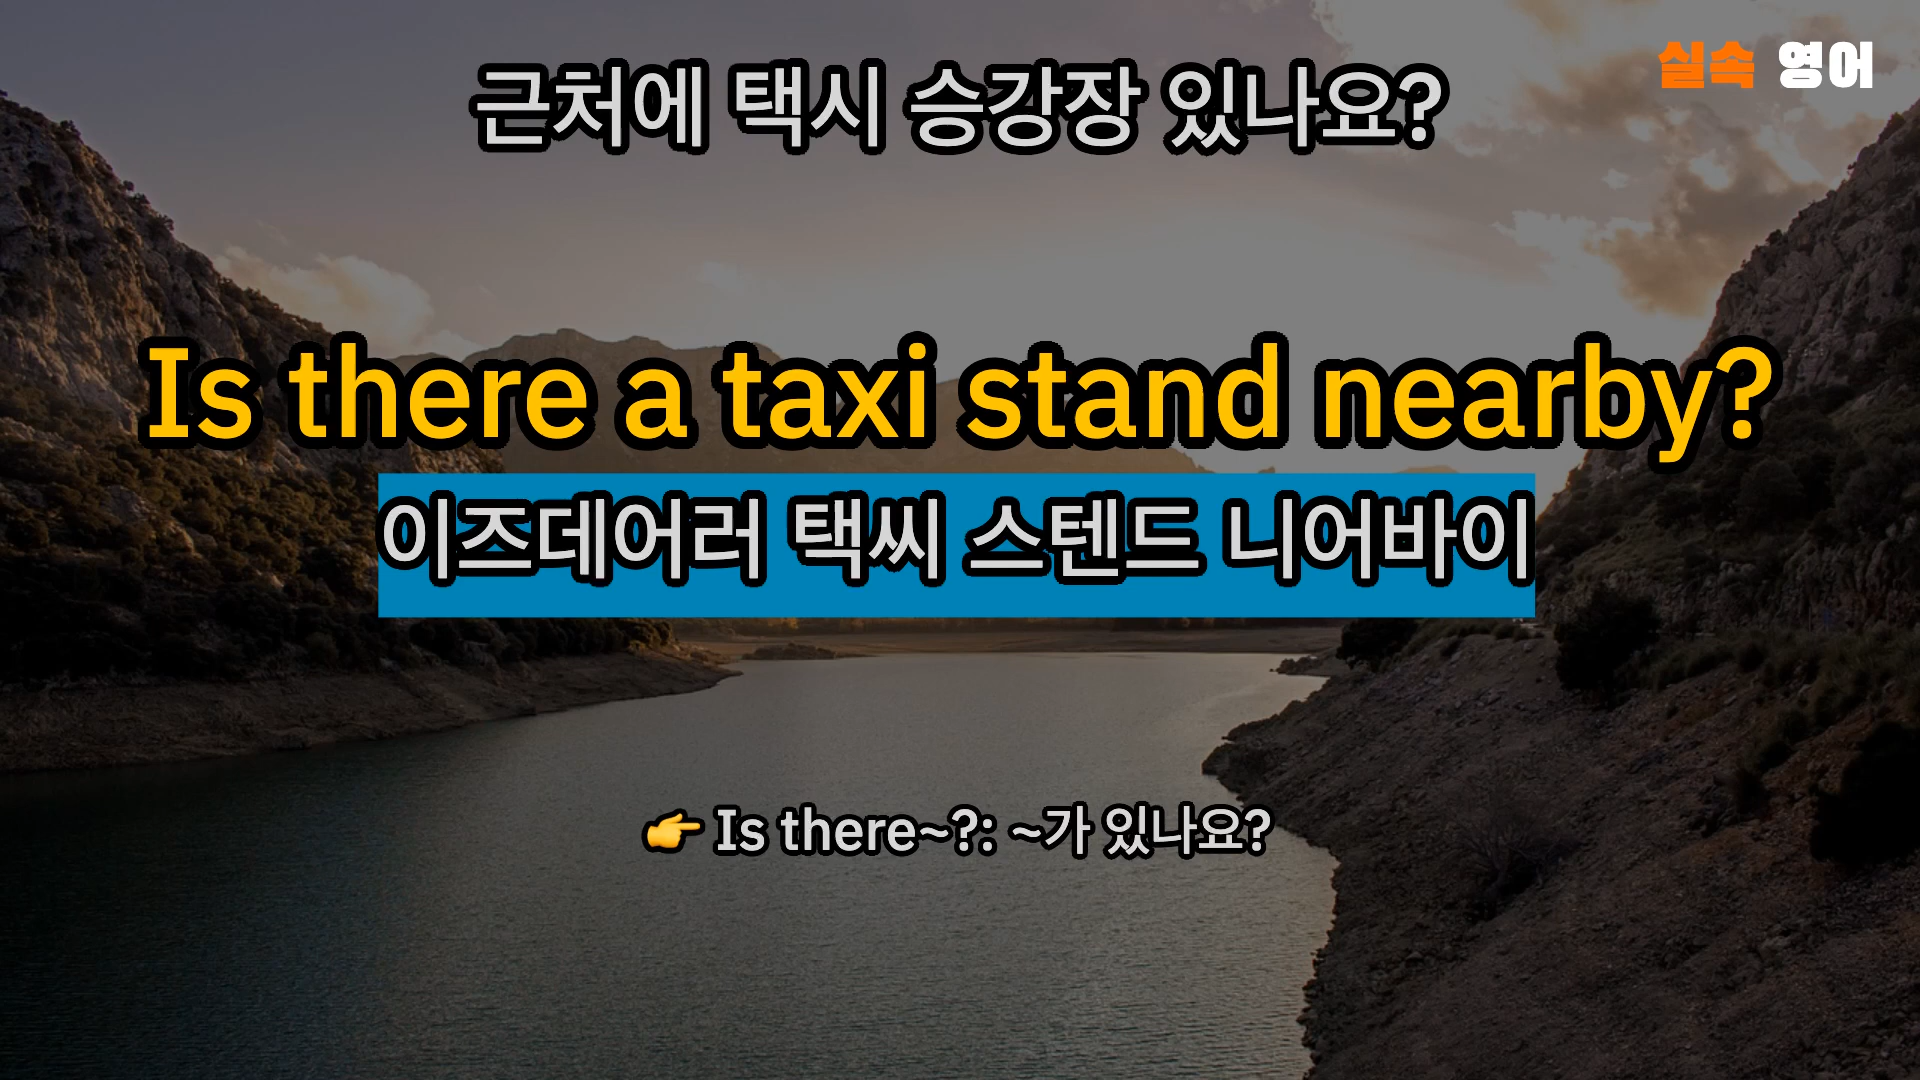 실속 영어
근처에 택시 승강장 있나요?
Is there a taxi stand nearby?
이즈데어러 택씨 스텐드 니어바이
👉 Is there~?: ~가 있나요?